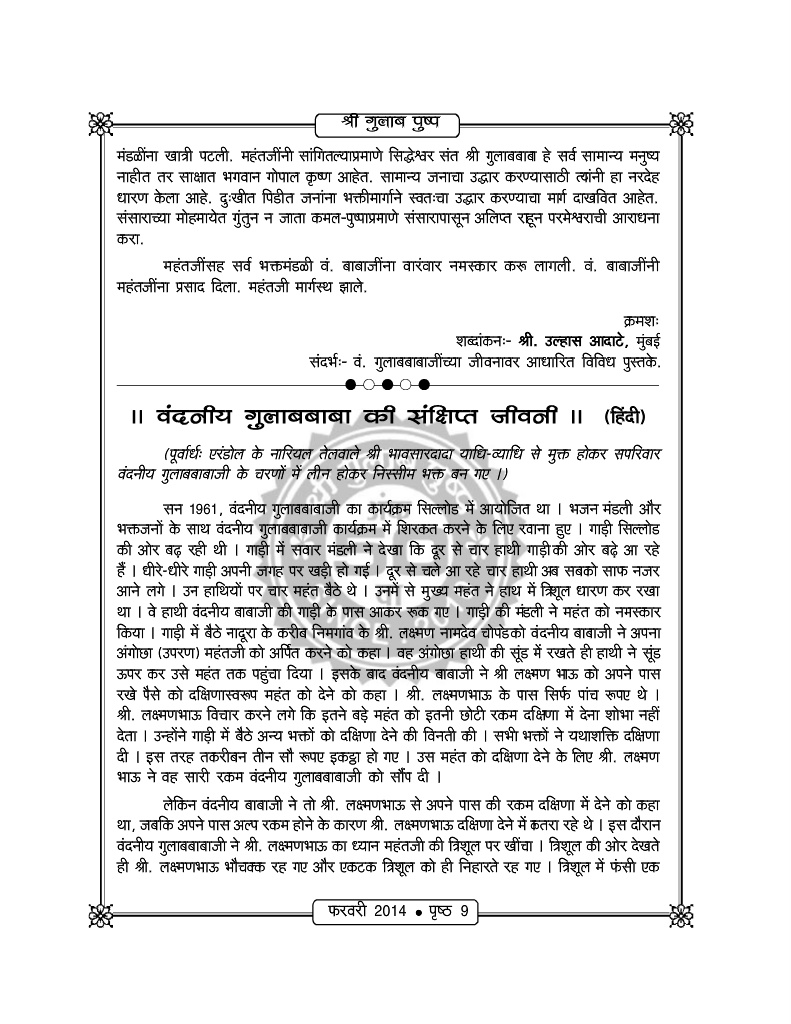 श्री गुलाब पुष्प
मंडळींना खात्री पटली. महंतजींनी सांगितल्याप्रमाणे सिद्धेश्वर संत श्री गुलाबबाबा हे सर्व सामान्य मनुष्य
नाहीत तर साक्षात भगवान गोपाल कृष्ण आहेत. सामान्य जनाचा उद्धार करण्यासाठी त्यांनी हा नरदेह
धारण केला आहे. दुःखीत पिडीत जनांना भक्तीमार्गाने स्वतःचा उद्धार करण्याचा मार्ग दाखवित आहेत.
संसाराच्या मोहमायेत गुंतुन न जाता कमल-पुष्पाप्रमाणे संसारापासून अलिप्त राहून परमेश्वराची आराधना
करा.
महंतजींसह सर्व भक्तमंडळी वं. बाबाजींना वारंवार नमस्कार करू लागली. वं. बाबाजींनी
महंतजींना प्रसाद दिला. महंतजी मार्गस्थ झाले.
क्रमशः
शब्दांकनः- श्री. उल्हास आदाटे, मुंबई
संदर्भः- वं. गुलाबबाबाजींच्या जीवनावर आधारित विविध पुस्तके.
॥ वंदनीय गुलाबबाबा की संक्षिप्त जीवनी ॥ (हिंदी)
(पूर्वार्धः एरंडोल के नारियल तेलवाले श्री भावसारदादा याधि-व्याधि से मुक्त होकर सपरिवार
वंदनीय गुलाबबाबाजी के चरणों में लीन होकर निस्सीम भक्त बन गए ।)
सन 1961, वंदनीय गुलाबबाबाजी का कार्यक्रम सिल्लोड में आयोजित था । भजन मंडली और
भक्तजनों के साथ वंदनीय गुलाबबाबाजी कार्यक्रम में शिरकत करने के लिए रवाना हुए । गाड़ी सिल्लोड
की ओर बढ़ रही थी । गाड़ी में सवार मंडली ने देखा कि दूर से चार हाथी गाड़ी की ओर बढ़े आ रहे
हैं । धीरे-धीरे गाड़ी अपनी जगह पर खड़ी हो गई । दूर से चले आ रहे चार हाथी अब सबको साफ नजर
आने लगे । उन हाथियों पर चार महंत बैठे थे । उनमें से मुख्य महंत ने हाथ में त्रिशूल धारण कर रखा
था । वे हाथी वंदनीय बाबाजी की गाड़ी के पास आकर रूक गए । गाड़ी की मंडली ने महंत को नमस्कार
किया । गाड़ी में बैठे नादूरा के करीब निमगांव के श्री. लक्ष्मण नामदेव चोपडे को वंदनीय बाबाजी ने अपना
अंगोछा (उपरण) महंतजी को अर्पित करने को कहा । वह अंगोछा हाथी की सूंड में रखते ही हाथी ने सूंड
ऊपर कर उसे महंत तक पहुंचा दिया । इसके बाद वंदनीय बाबाजी ने श्री लक्ष्मण भाऊ को अपने पास
रखे पैसे को दक्षिणास्वरूप महंत को देने को कहा । श्री. लक्ष्मणभाऊ के पास सिर्फ पांच रूपए थे ।
श्री. लक्ष्मणभाऊ विचार करने लगे कि इतने बड़े महंत को इतनी छोटी रकम दक्षिणा में देना शोभा नहीं
देता । उन्होंने गाड़ी में बैठे अन्य भक्तों को दक्षिणा देने की विनती की । सभी भक्तों ने यथाशक्ति दक्षिणा
दी । इस तरह तकरीबन तीन सौ रूपए इकट्ठा हो गए । उस महंत को दक्षिणा देने के लिए श्री. लक्ष्मण
भाऊ ने वह सारी रकम वंदनीय गुलाबबाबाजी को सौंप दी ।
लेकिन वंदनीय बाबाजी ने तो श्री. लक्ष्मणभाऊ से अपने पास की रकम दक्षिणा में देने को कहा
था, जबकि अपने पास अल्प रकम होने के कारण श्री. लक्ष्मणभाऊ दक्षिणा देने में कतरा रहे थे । इस दौरान
वंदनीय गुलाबबाबाजी ने श्री. लक्ष्मणभाऊ का ध्यान महंतजी की त्रिशूल पर खींचा । त्रिशूल की ओर देखते
ही श्री. लक्ष्मणभाऊ भौचक्क रह गए और एकटक त्रिशूल को ही निहारते रह गए । त्रिशूल में फंसी एक
फरवरी 2014 ● पृष्ठ 9